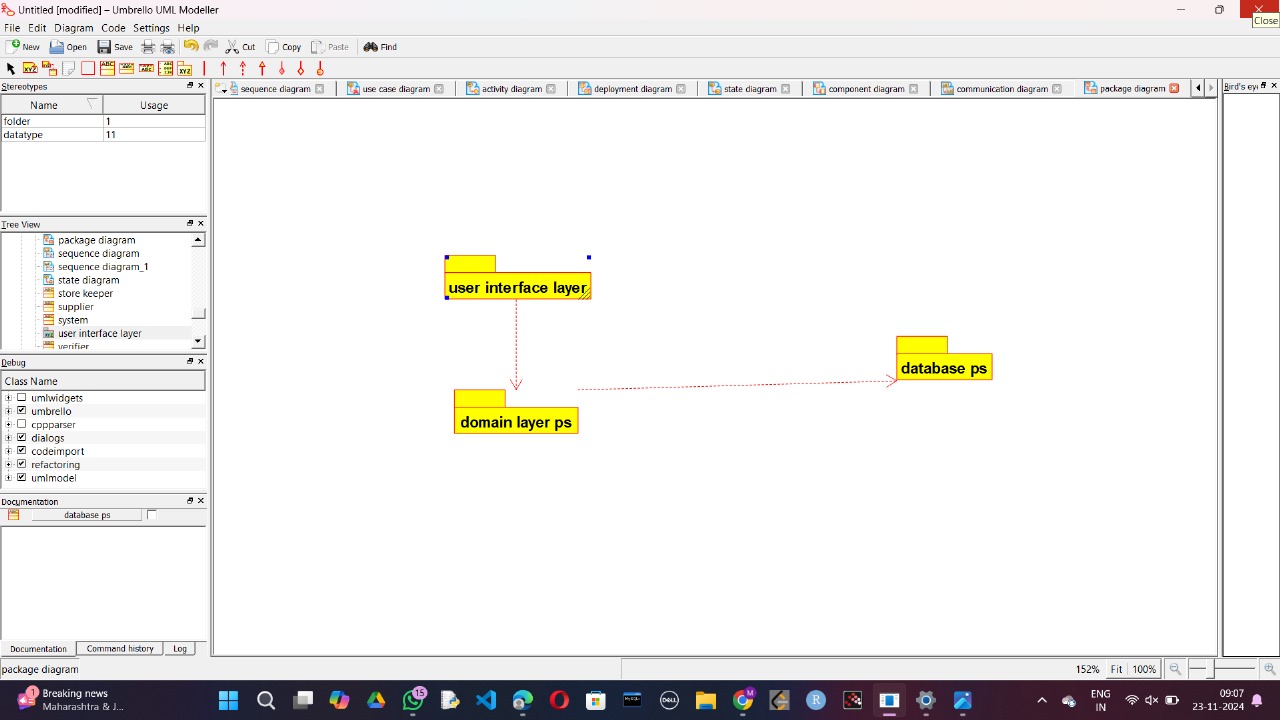 Untitled [modified] – Umbrello UML Modeller
Close
File Edit Diagram Code Settings Help
New Open Save Cut Copy Paste Find
Stereotypes
Name Usage
folder 1
datatype 11
sequence diagram use case diagram activity diagram deployment diagram state diagram component diagram communication diagram package diagram
Bird's ey
Tree View
package diagram
sequence diagram
sequence diagram_1
state diagram
store keeper
supplier
system
user interface layer
verifier
user interface layer
domain layer ps
database ps
Debug
Class Name
umlwidgets
umbrello
cppparser
dialogs
codeimport
refactoring
umlmodel
Documentation
database ps
Documentation Command history Log
package diagram
152% Fit 100%
1 Breaking news
Maharashtra & J...
15
ENG
IN
09:07
23-11-2024